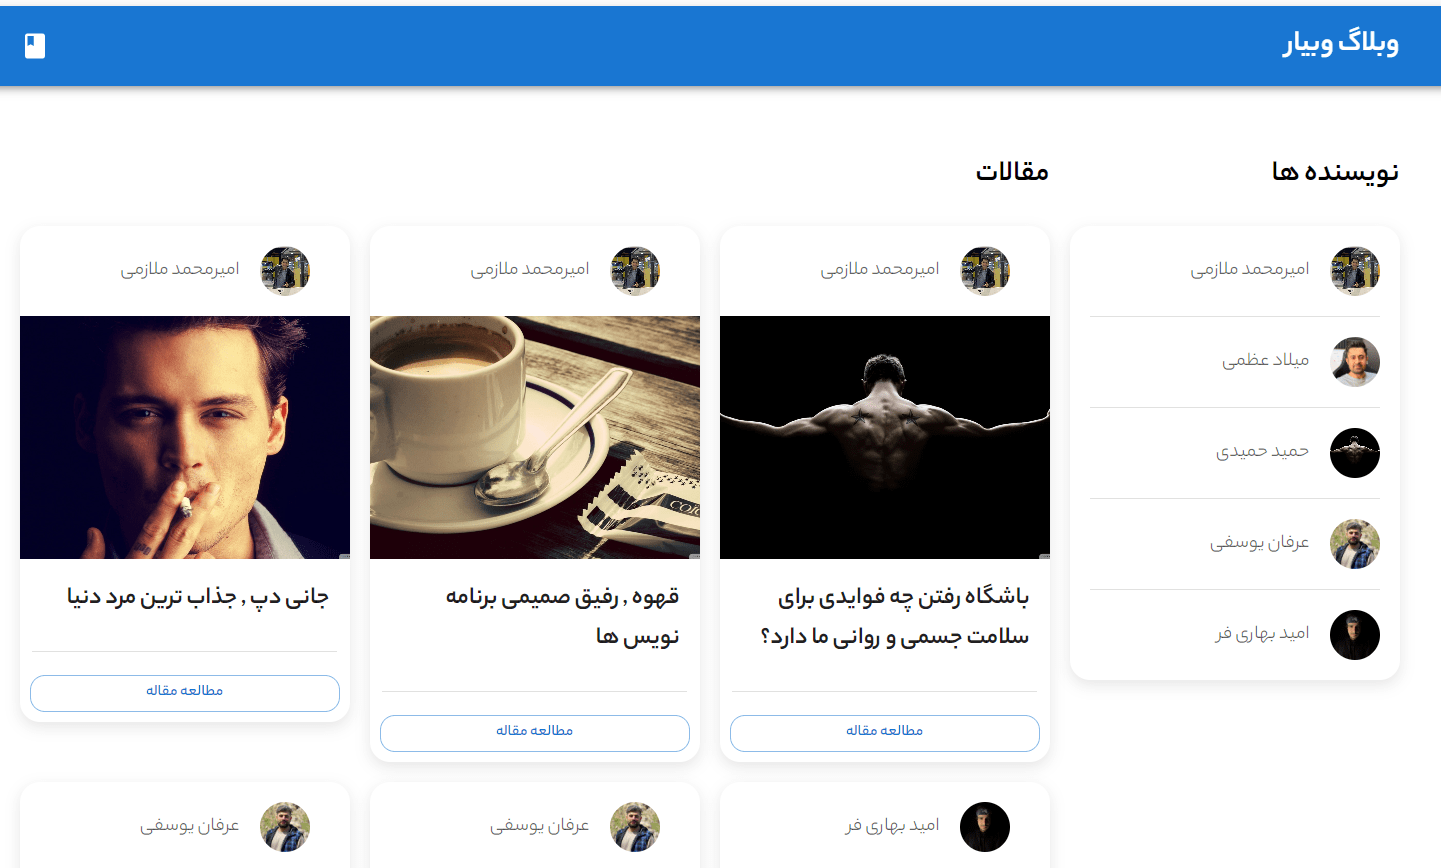 وبلاگ وبیار
نویسنده ها
امیرمحمد ملازمی
میلاد عظمی
حمید حمیدی
عرفان یوسفی
امید بهاری فر
مقالات
امیرمحمد ملازمی
باشگاه رفتن چه فوایدی برای
سلامت جسمی و روانی ما دارد؟
مطالعه مقاله
امیرمحمد ملازمی
قهوه , رفیق صمیمی برنامه
نویس ها
مطالعه مقاله
امیرمحمد ملازمی
جانی دپ , جذاب ترین مرد دنیا
مطالعه مقاله
امید بهاری فر
عرفان یوسفی
عرفان یوسفی